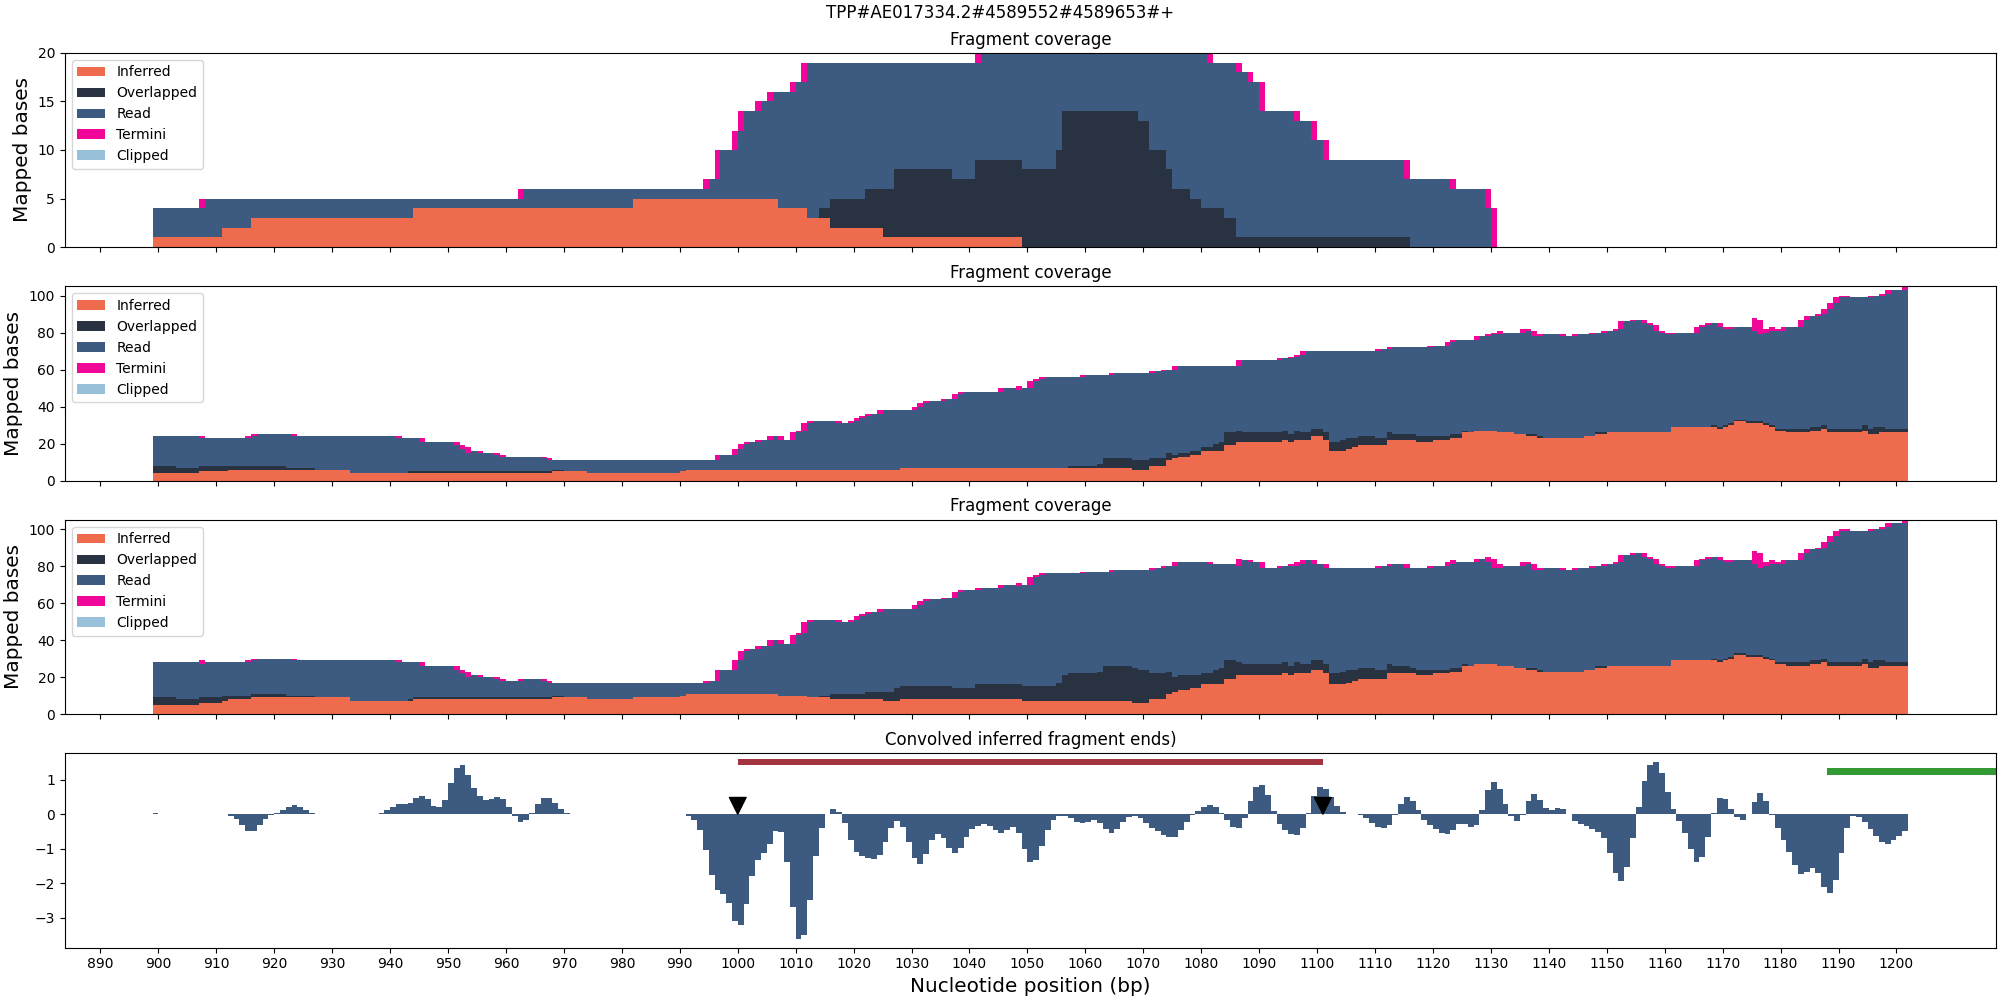 TPP#AE017334.2#4589552#4589653#+
Fragment coverage
Mapped bases
20
15
10
5
0
Inferred
Overlapped
Read
Termini
Clipped
Fragment coverage
Mapped bases
100
80
60
40
20
0
Inferred
Overlapped
Read
Termini
Clipped
Fragment coverage
Mapped bases
100
80
60
40
20
0
Inferred
Overlapped
Read
Termini
Clipped
Convolved inferred fragment ends)
1
0
−1
−2
−3
890 900 910 920 930 940 950 960 970 980 990 1000 1010 1020 1030 1040 1050 1060 1070 1080 1090 1100 1110 1120 1130 1140 1150 1160 1170 1180 1190 1200
Nucleotide position (bp)